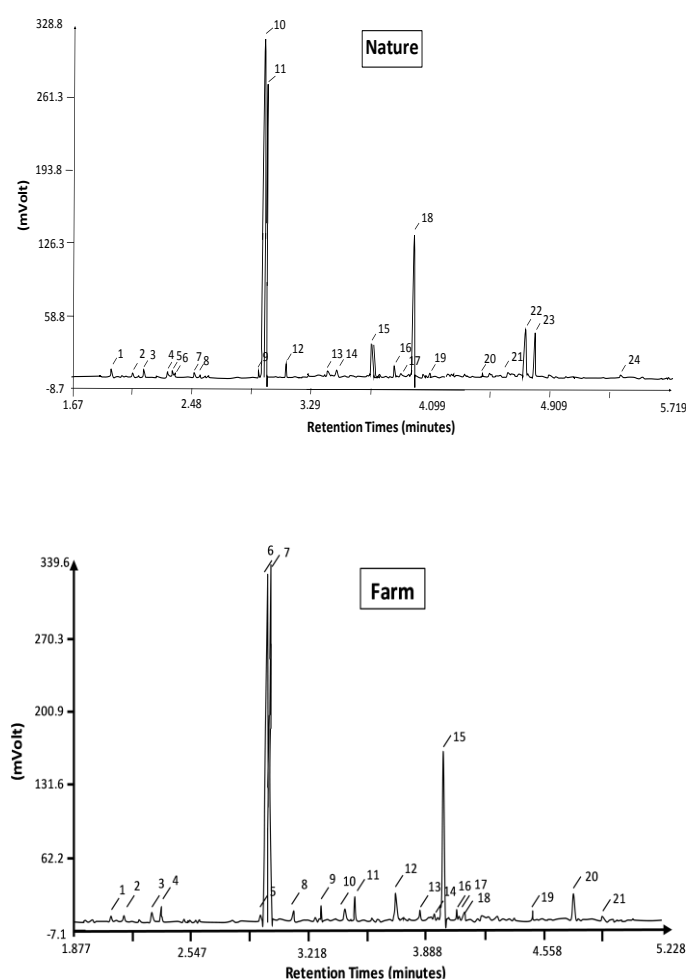 328.8
261.3
193.8
126.3
58.8
-8.7
(mVolt)
Nature
1 2 3 4 5 6 7 8 9 10 11 12 13 14 15 16 17 18 19 20 21 22 23 24
1.67 2.48 3.29 4.099 4.909 5.719
Retention Times (minutes)
339.6
270.3
200.9
131.6
62.2
-7.1
(mVolt)
Farm
1 2 3 4 5 6 7 8 9 10 11 12 13 14 15 16 17 18 19 20 21
1.877 2.547 3.218 3.888 4.558 5.228
Retention Times (minutes)